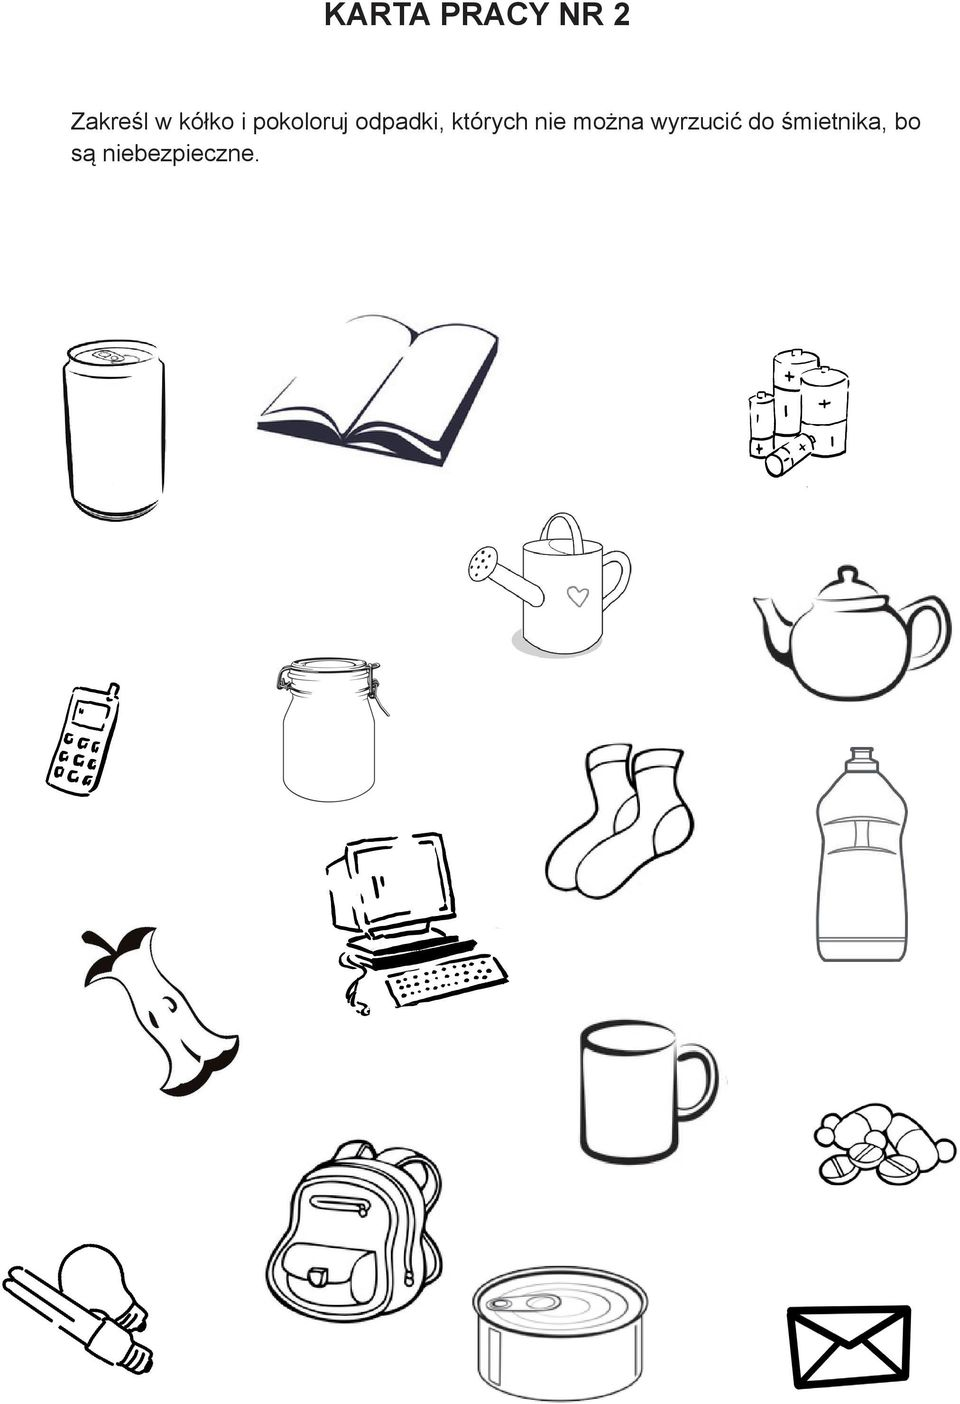 KARTA PRACY NR 2
Zakreśl w kółko i pokoloruj odpadki, których nie można wyrzucić do śmietnika, bo
są niebezpieczne.